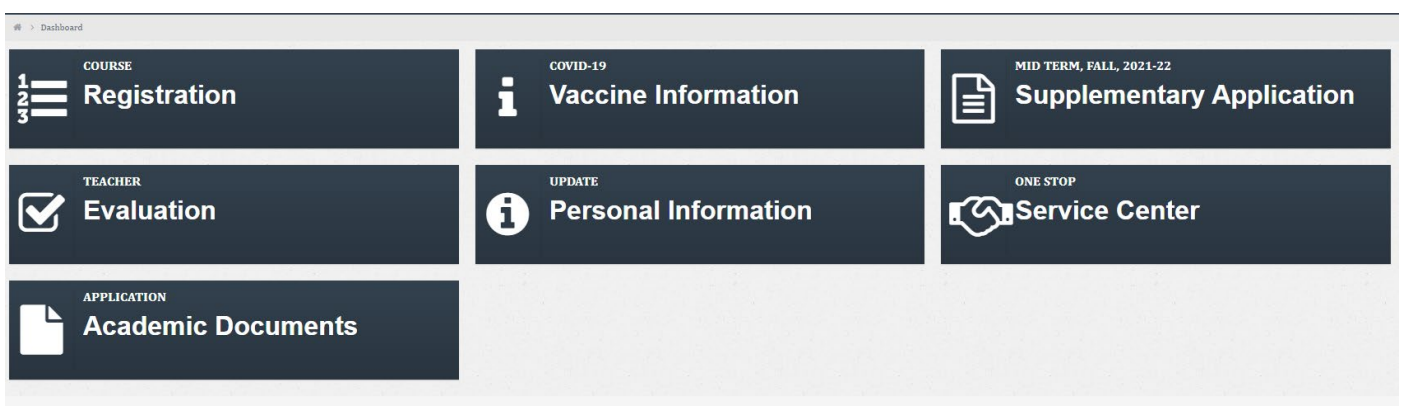 > Dashboard
COURSE
Registration
COVID-19
Vaccine Information
MID TERM, FALL, 2021-22
Supplementary Application
TEACHER
Evaluation
UPDATE
Personal Information
ONE STOP
Service Center
APPLICATION
Academic Documents